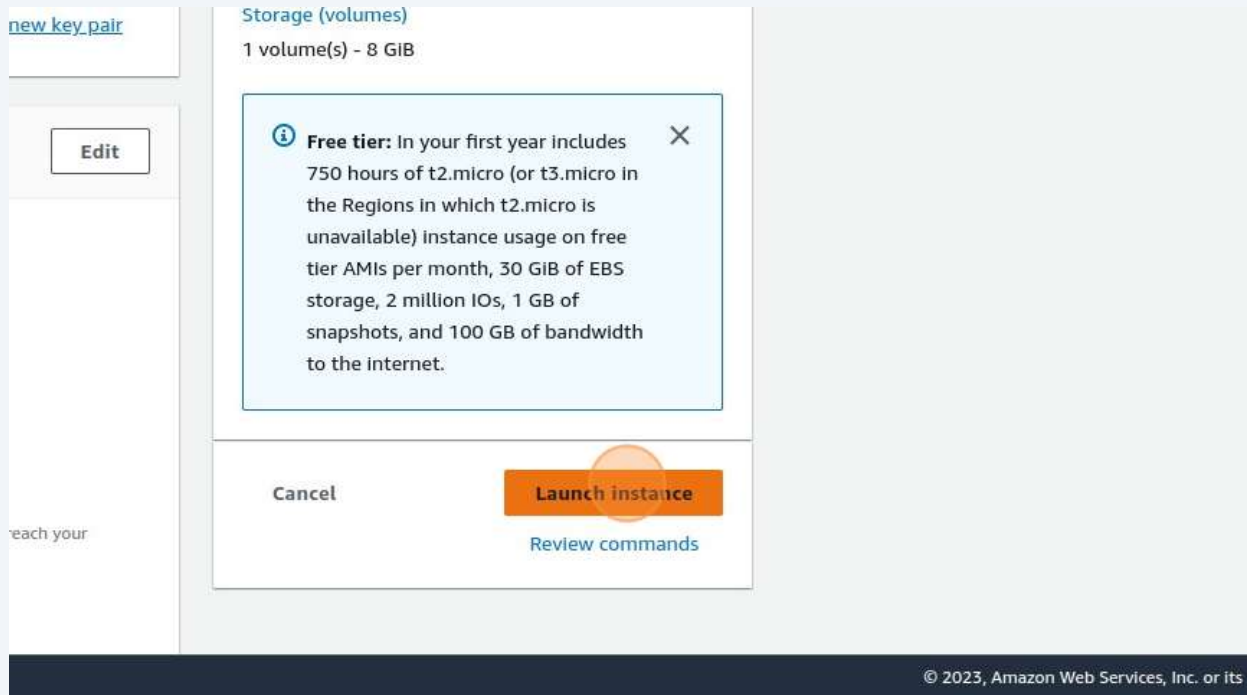 new key pair
Edit
reach your
Storage (volumes)
1 volume(s) - 8 GiB
Free tier: In your first year includes
750 hours of t2.micro (or t3.micro in
the Regions in which t2.micro is
unavailable) instance usage on free
tier AMIs per month, 30 GiB of EBS
storage, 2 million IOs, 1 GB of
snapshots, and 100 GB of bandwidth
to the internet.
Cancel
Launch instance
Review commands
© 2023, Amazon Web Services, Inc. or its